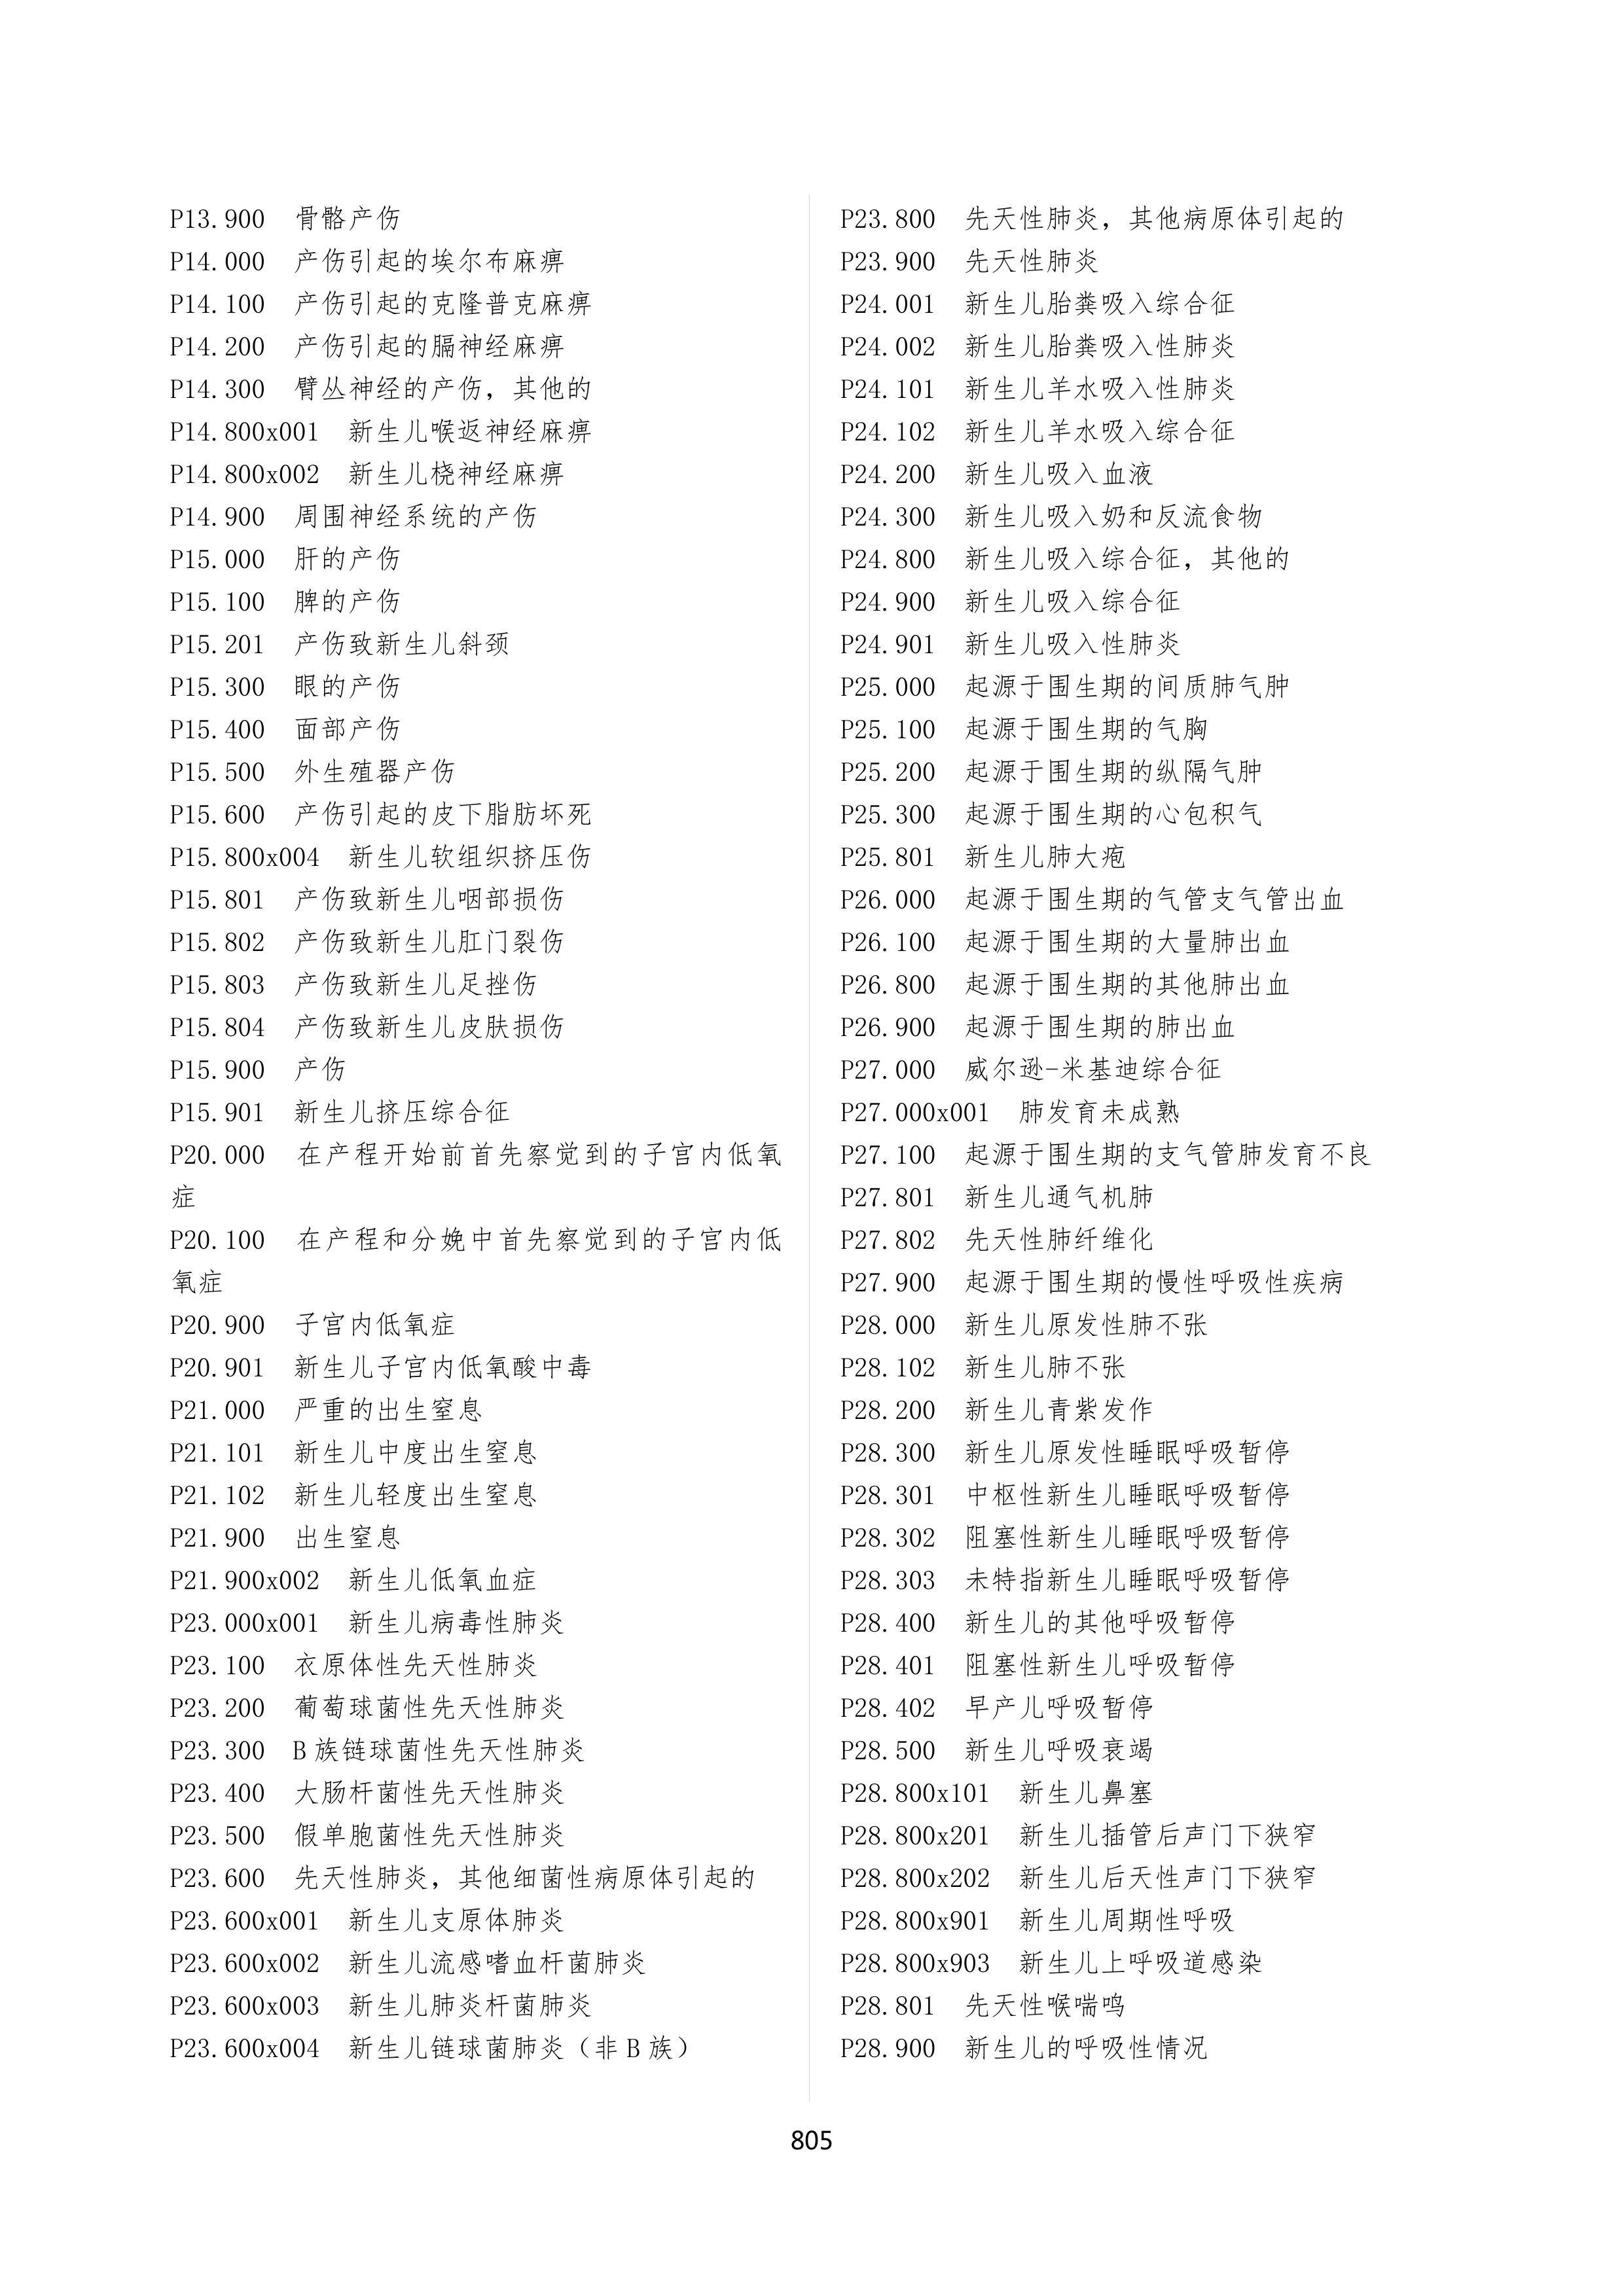 P13.900  骨骼产伤
P14.000  产伤引起的埃尔布麻痹
P14.100  产伤引起的克隆普克麻痹
P14.200  产伤引起的膈神经麻痹
P14.300  臂丛神经的产伤，其他的
P14.800x001  新生儿喉返神经麻痹
P14.800x002  新生儿桡神经麻痹
P14.900  周围神经系统的产伤
P15.000  肝的产伤
P15.100  脾的产伤
P15.201  产伤致新生儿斜颈
P15.300  眼的产伤
P15.400  面部产伤
P15.500  外生殖器产伤
P15.600  产伤引起的皮下脂肪坏死
P15.800x004  新生儿软组织挤压伤
P15.801  产伤致新生儿咽部损伤
P15.802  产伤致新生儿肛门裂伤
P15.803  产伤致新生儿足挫伤
P15.804  产伤致新生儿皮肤损伤
P15.900  产伤
P15.901  新生儿挤压综合征
P20.000  在产程开始前首先察觉到的子宫内低氧
症
P20.100  在产程和分娩中首先察觉到的子宫内低
氧症
P20.900  子宫内低氧症
P20.901  新生儿子宫内低氧酸中毒
P21.000  严重的出生窒息
P21.101  新生儿中度出生窒息
P21.102  新生儿轻度出生窒息
P21.900  出生窒息
P21.900x002  新生儿低氧血症
P23.000x001  新生儿病毒性肺炎
P23.100  衣原体性先天性肺炎
P23.200  葡萄球菌性先天性肺炎
P23.300  B 族链球菌性先天性肺炎
P23.400  大肠杆菌性先天性肺炎
P23.500  假单胞菌性先天性肺炎
P23.600  先天性肺炎，其他细菌性病原体引起的
P23.600x001  新生儿支原体肺炎
P23.600x002  新生儿流感嗜血杆菌肺炎
P23.600x003  新生儿肺炎杆菌肺炎
P23.600x004  新生儿链球菌肺炎（非 B 族）
P23.800  先天性肺炎，其他病原体引起的
P23.900  先天性肺炎
P24.001  新生儿胎粪吸入综合征
P24.002  新生儿胎粪吸入性肺炎
P24.101  新生儿羊水吸入性肺炎
P24.102  新生儿羊水吸入综合征
P24.200  新生儿吸入血液
P24.300  新生儿吸入奶和反流食物
P24.800  新生儿吸入综合征，其他的
P24.900  新生儿吸入综合征
P24.901  新生儿吸入性肺炎
P25.000  起源于围生期的间质肺气肿
P25.100  起源于围生期的气胸
P25.200  起源于围生期的纵隔气肿
P25.300  起源于围生期的心包积气
P25.801  新生儿肺大疱
P26.000  起源于围生期的气管支气管出血
P26.100  起源于围生期的大量肺出血
P26.800  起源于围生期的其他肺出血
P26.900  起源于围生期的肺出血
P27.000  威尔逊-米基迪综合征
P27.000x001  肺发育未成熟
P27.100  起源于围生期的支气管肺发育不良
P27.801  新生儿通气机肺
P27.802  先天性肺纤维化
P27.900  起源于围生期的慢性呼吸性疾病
P28.000  新生儿原发性肺不张
P28.102  新生儿肺不张
P28.200  新生儿青紫发作
P28.300  新生儿原发性睡眠呼吸暂停
P28.301  中枢性新生儿睡眠呼吸暂停
P28.302  阻塞性新生儿睡眠呼吸暂停
P28.303  未特指新生儿睡眠呼吸暂停
P28.400  新生儿的其他呼吸暂停
P28.401  阻塞性新生儿呼吸暂停
P28.402  早产儿呼吸暂停
P28.500  新生儿呼吸衰竭
P28.800x101  新生儿鼻塞
P28.800x201  新生儿插管后声门下狭窄
P28.800x202  新生儿后天性声门下狭窄
P28.800x901  新生儿周期性呼吸
P28.800x903  新生儿上呼吸道感染
P28.801  先天性喉喘鸣
P28.900  新生儿的呼吸性情况
805